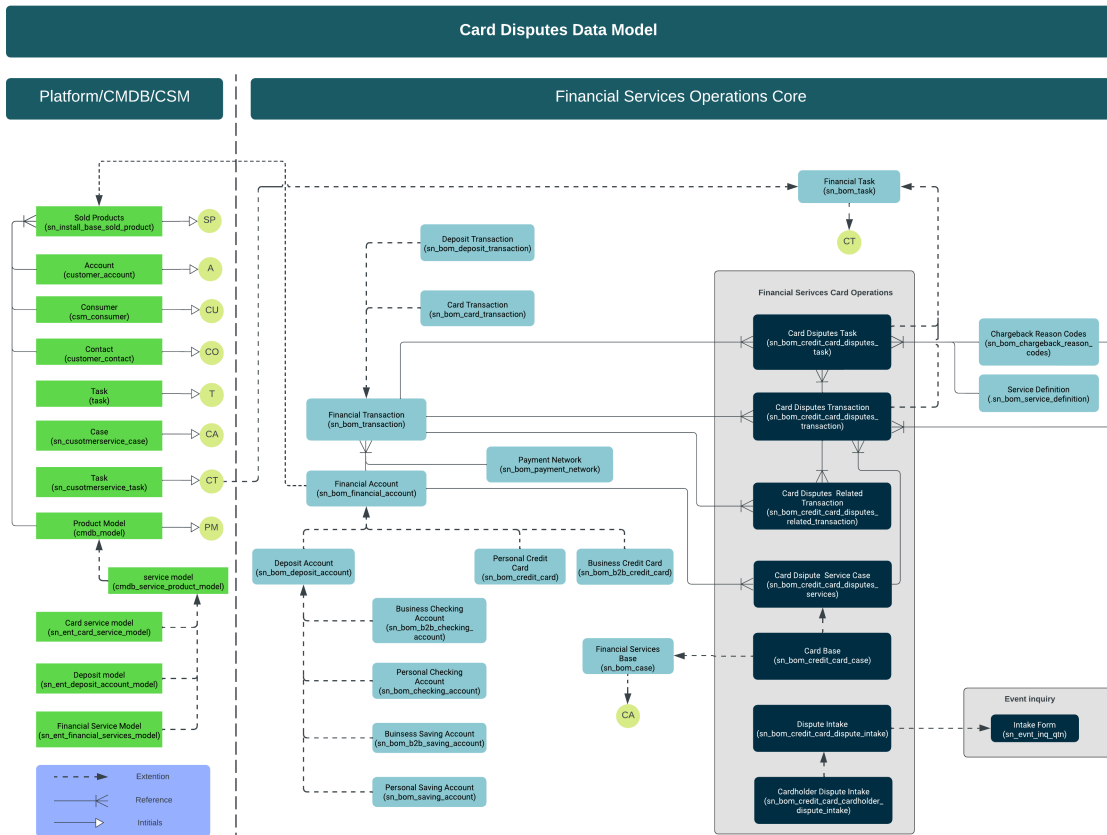 Card Disputes Data Model
Platform/CMDB/CSM
Financial Services Operations Core
Sold Products
(sn_install_base_sold_product)
SP
Account
(customer_account)
A
Consumer
(csm_consumer)
CU
Contact
(customer_contact)
CO
Task
(task)
T
Case
(sn_cusotmerservice_case)
CA
Task
(sn_cusotmerservice_task)
CT
Product Model
(cmdb_model)
PM
service model
(cmdb_service_product_model)
Card service model
(sn_ent_card_service_model)
Deposit model
(sn_ent_deposit_account_model)
Financial Service Model
(sn_ent_financial_services_model)
Extention
Reference
Intitials
Deposit Transaction
(sn_bom_deposit_transaction)
Card Transaction
(sn_bom_card_transaction)
Financial Transaction
(sn_bom_transaction)
Payment Network
(sn_bom_payment_network)
Financial Account
(sn_bom_financial_account)
Deposit Account
(sn_bom_deposit_account)
Personal Credit
Card
(sn_bom_credit_card)
Business Credit Card
(sn_bom_b2b_credit_card)
Business Checking
Account
(sn_bom_b2b_checking_
account)
Personal Checking
Account
(sn_bom_checking_account)
Buisness Saving Account
(sn_bom_b2b_saving_account)
Personal Saving Account
(sn_bom_saving_account)
Financial Services
Base
(sn_bom_case)
CA
Financial Task
(sn_bom_task)
CT
Financial Serivces Card Operations
Card Dsiputes Task
(sn_bom_credit_card_disputes_
task)
Card Disputes Transaction
(sn_bom_credit_card_disputes_
transaction)
Card Disputes Related
Transaction
(sn_bom_credit_card_disputes_
related_transaction)
Card Dispute Service Case
(sn_bom_credit_card_disputes_
services)
Card Base
(sn_bom_credit_card_case)
Dispute Intake
(sn_bom_credit_card_dispute_intake)
Cardholder Dispute Intake
(sn_bom_credit_card_cardholder_
dispute_intake)
Chargeback Reason Codes
(sn_bom_chargeback_reason_
codes)
Service Definition
(.sn_bom_service_definition)
Event inquiry
Intake Form
(sn_evnt_inq_qtn)